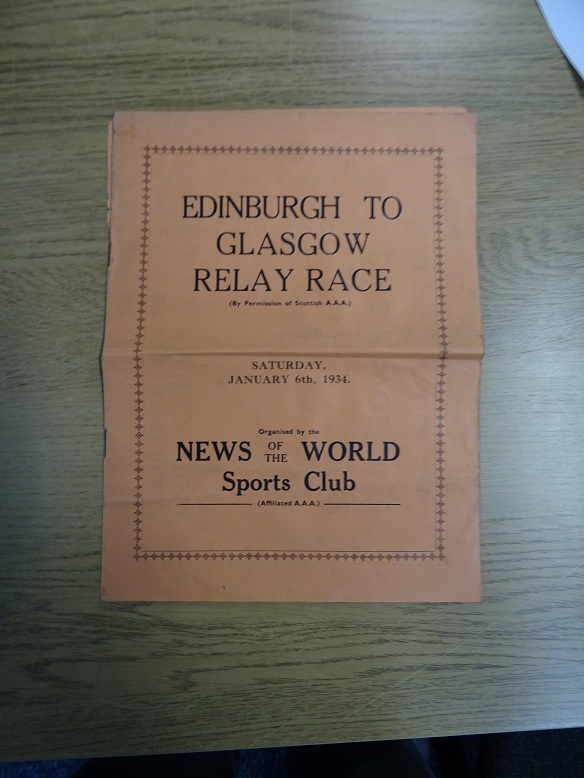 EDINBURGH TO
GLASGOW
RELAY RACE
(By Permission of Scottish A.A.A.)
SATURDAY,
JANUARY 6th, 1934.
Organised by the
NEWS OF THE WORLD
Sports Club
(Affiliated A.A.A.)